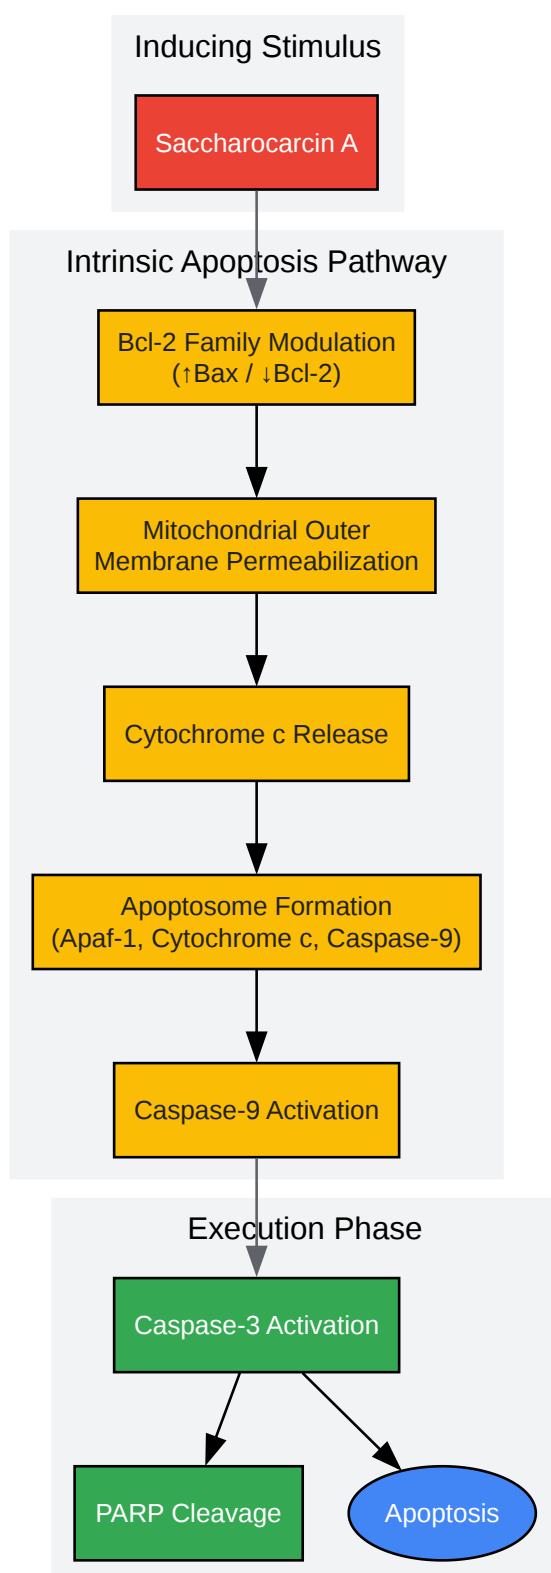 Inducing Stimulus
Saccharocarcin A
Intrinsic Apoptosis Pathway
Bcl-2 Family Modulation
(↑Bax / ↓Bcl-2)
Mitochondrial Outer
Membrane Permeabilization
Cytochrome c Release
Apoptosome Formation
(Apaf-1, Cytochrome c, Caspase-9)
Caspase-9 Activation
Execution Phase
Caspase-3 Activation
PARP Cleavage
Apoptosis